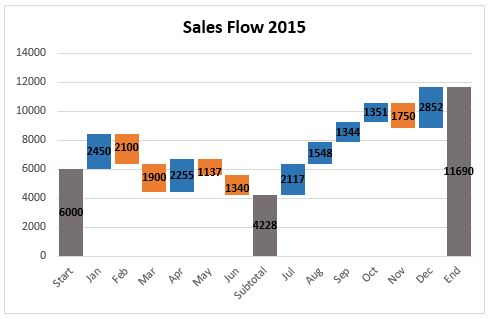 Sales Flow 2015
14000
12000
10000
8000
6000
4000
2000
0
6000
2450
2100
1900
2255
1137
1340
4228
2117
1548
1344
1351
1750
2852
11690
Start
Jan
Feb
Mar
Apr
May
Jun
Subtotal
Jul
Aug
Sep
Oct
Nov
Dec
End